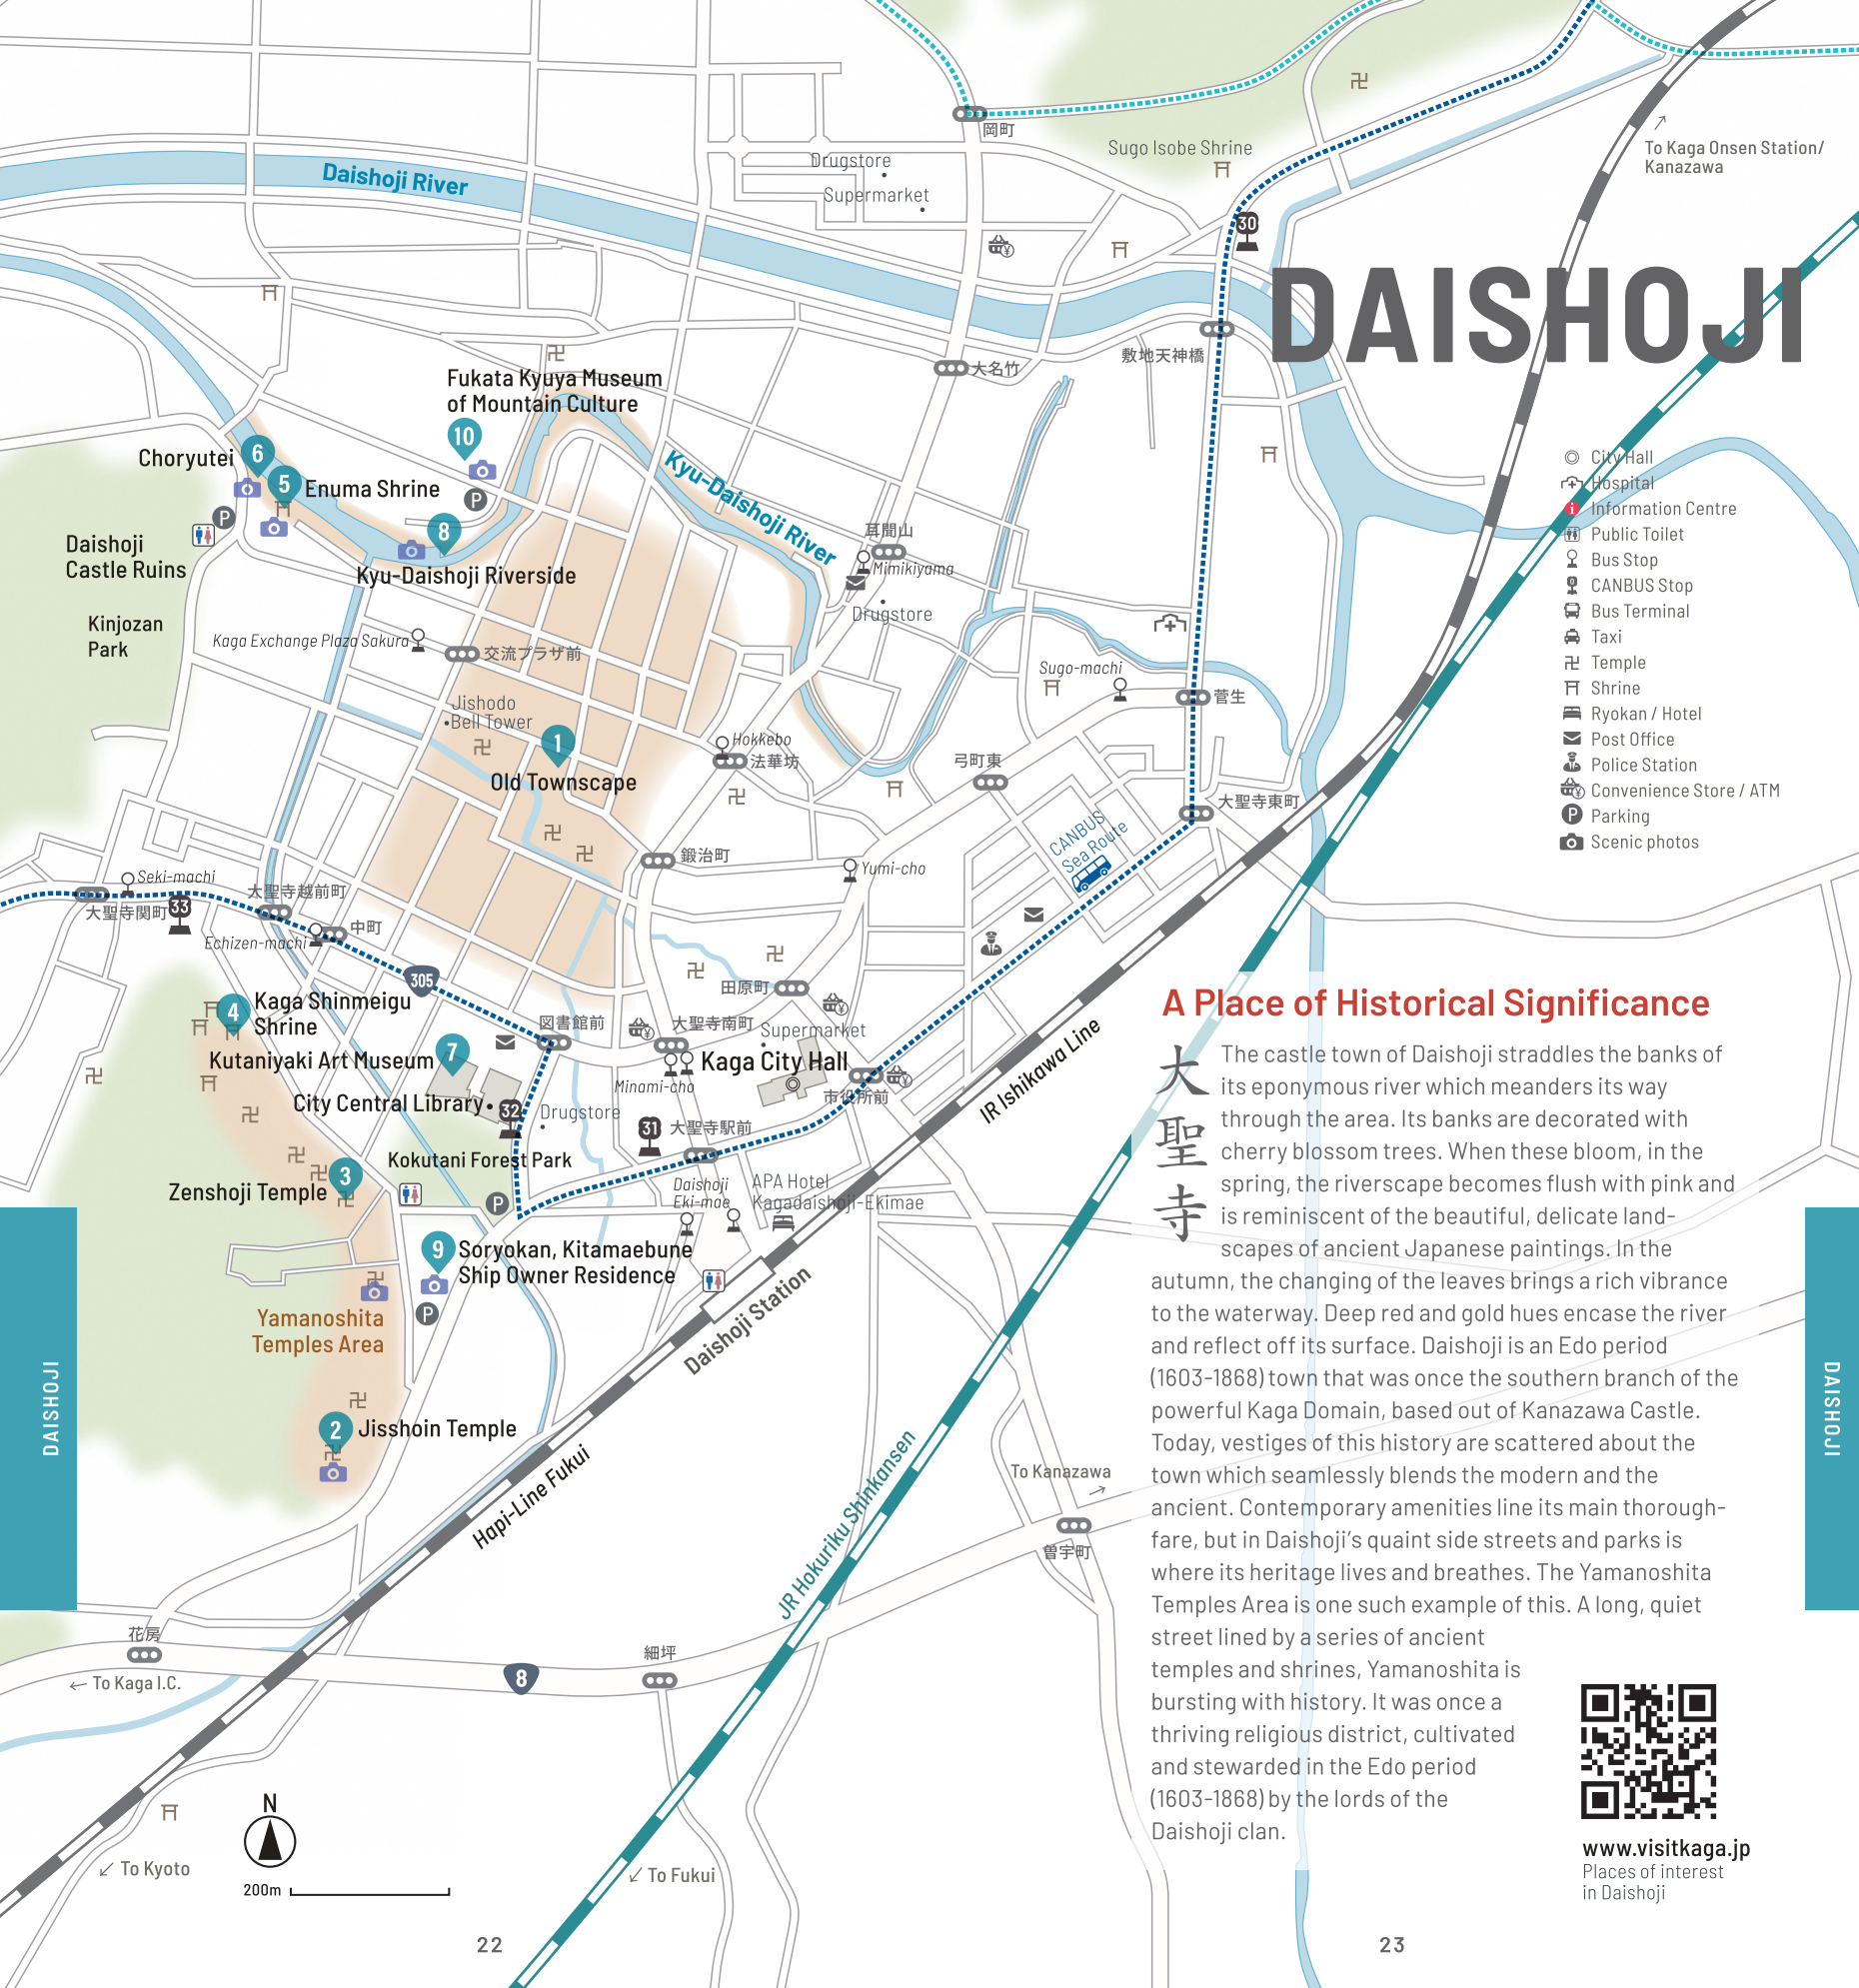 DAISHOJI
Daishoji River
岡町
Drugstore
Supermarket
Sugo Isobe Shrine
To Kaga Onsen Station/
Kanazawa
30
敷地天神橋
大名竹
Fukata Kyuya Museum
of Mountain Culture
10
Choryutei
6
5
Enuma Shrine
P
P
8
Kyu-Daishoji Riverside
Kyu-Daishoji River
Daishoji
Castle Ruins
Kinjozan
Park
耳聞山
Mimikiyama
Drugstore
Kaga Exchange Plaza Sakura
交流プラザ前
Sugo-machi
菅生
Jishodo
Bell Tower
1
Old Townscape
Hokkebo
法華坊
弓町東
大聖寺東町
CANBUS
Sea Route
鍛治町
Yumi-cho
Seki-machi
大聖寺関町
33
大聖寺越前町
Echizen-machi
中町
305
田原町
4
Kaga Shinmeigu
Shrine
図書館前
大聖寺南町
Supermarket
Kutaniyaki Art Museum
7
Kaga City Hall
Minami-cho
市役所前
City Central Library
32
Drugstore
31
大聖寺駅前
Kokutani Forest Park
3
Zenshoji Temple
P
Daishoji
Eki-mae
APA Hotel
Kagadaishoji-Ekimae
9
Soryokan, Kitamaebune
Ship Owner Residence
P
Yamanoshita
Temples Area
Daishoji Station
IR Ishikawa Line
2
Jisshoin Temple
Hapi-Line Fukui
JR Hokuriku Shinkansen
To Kanazawa
曽宇町
花房
To Kaga I.C.
8
細坪
To Kyoto
N
200m
To Fukui
City Hall
Hospital
Information Centre
Public Toilet
Bus Stop
CANBUS Stop
Bus Terminal
Taxi
Temple
Shrine
Ryokan / Hotel
Post Office
Police Station
Convenience Store / ATM
P Parking
Scenic photos
A Place of Historical Significance
大
聖
寺
The castle town of Daishoji straddles the banks of
its eponymous river which meanders its way
through the area. Its banks are decorated with
cherry blossom trees. When these bloom, in the
spring, the riverscape becomes flush with pink and
is reminiscent of the beautiful, delicate land-
scapes of ancient Japanese paintings. In the
autumn, the changing of the leaves brings a rich vibrance
to the waterway. Deep red and gold hues encase the river
and reflect off its surface. Daishoji is an Edo period
(1603-1868) town that was once the southern branch of the
powerful Kaga Domain, based out of Kanazawa Castle.
Today, vestiges of this history are scattered about the
town which seamlessly blends the modern and the
ancient. Contemporary amenities line its main thorough-
fare, but in Daishoji's quaint side streets and parks is
where its heritage lives and breathes. The Yamanoshita
Temples Area is one such example of this. A long, quiet
street lined by a series of ancient
temples and shrines, Yamanoshita is
bursting with history. It was once a
thriving religious district, cultivated
and stewarded in the Edo period
(1603-1868) by the lords of the
Daishoji clan.
www.visitkaga.jp
Places of interest
in Daishoji
DAISHOJI
DAISHOJI
22
23